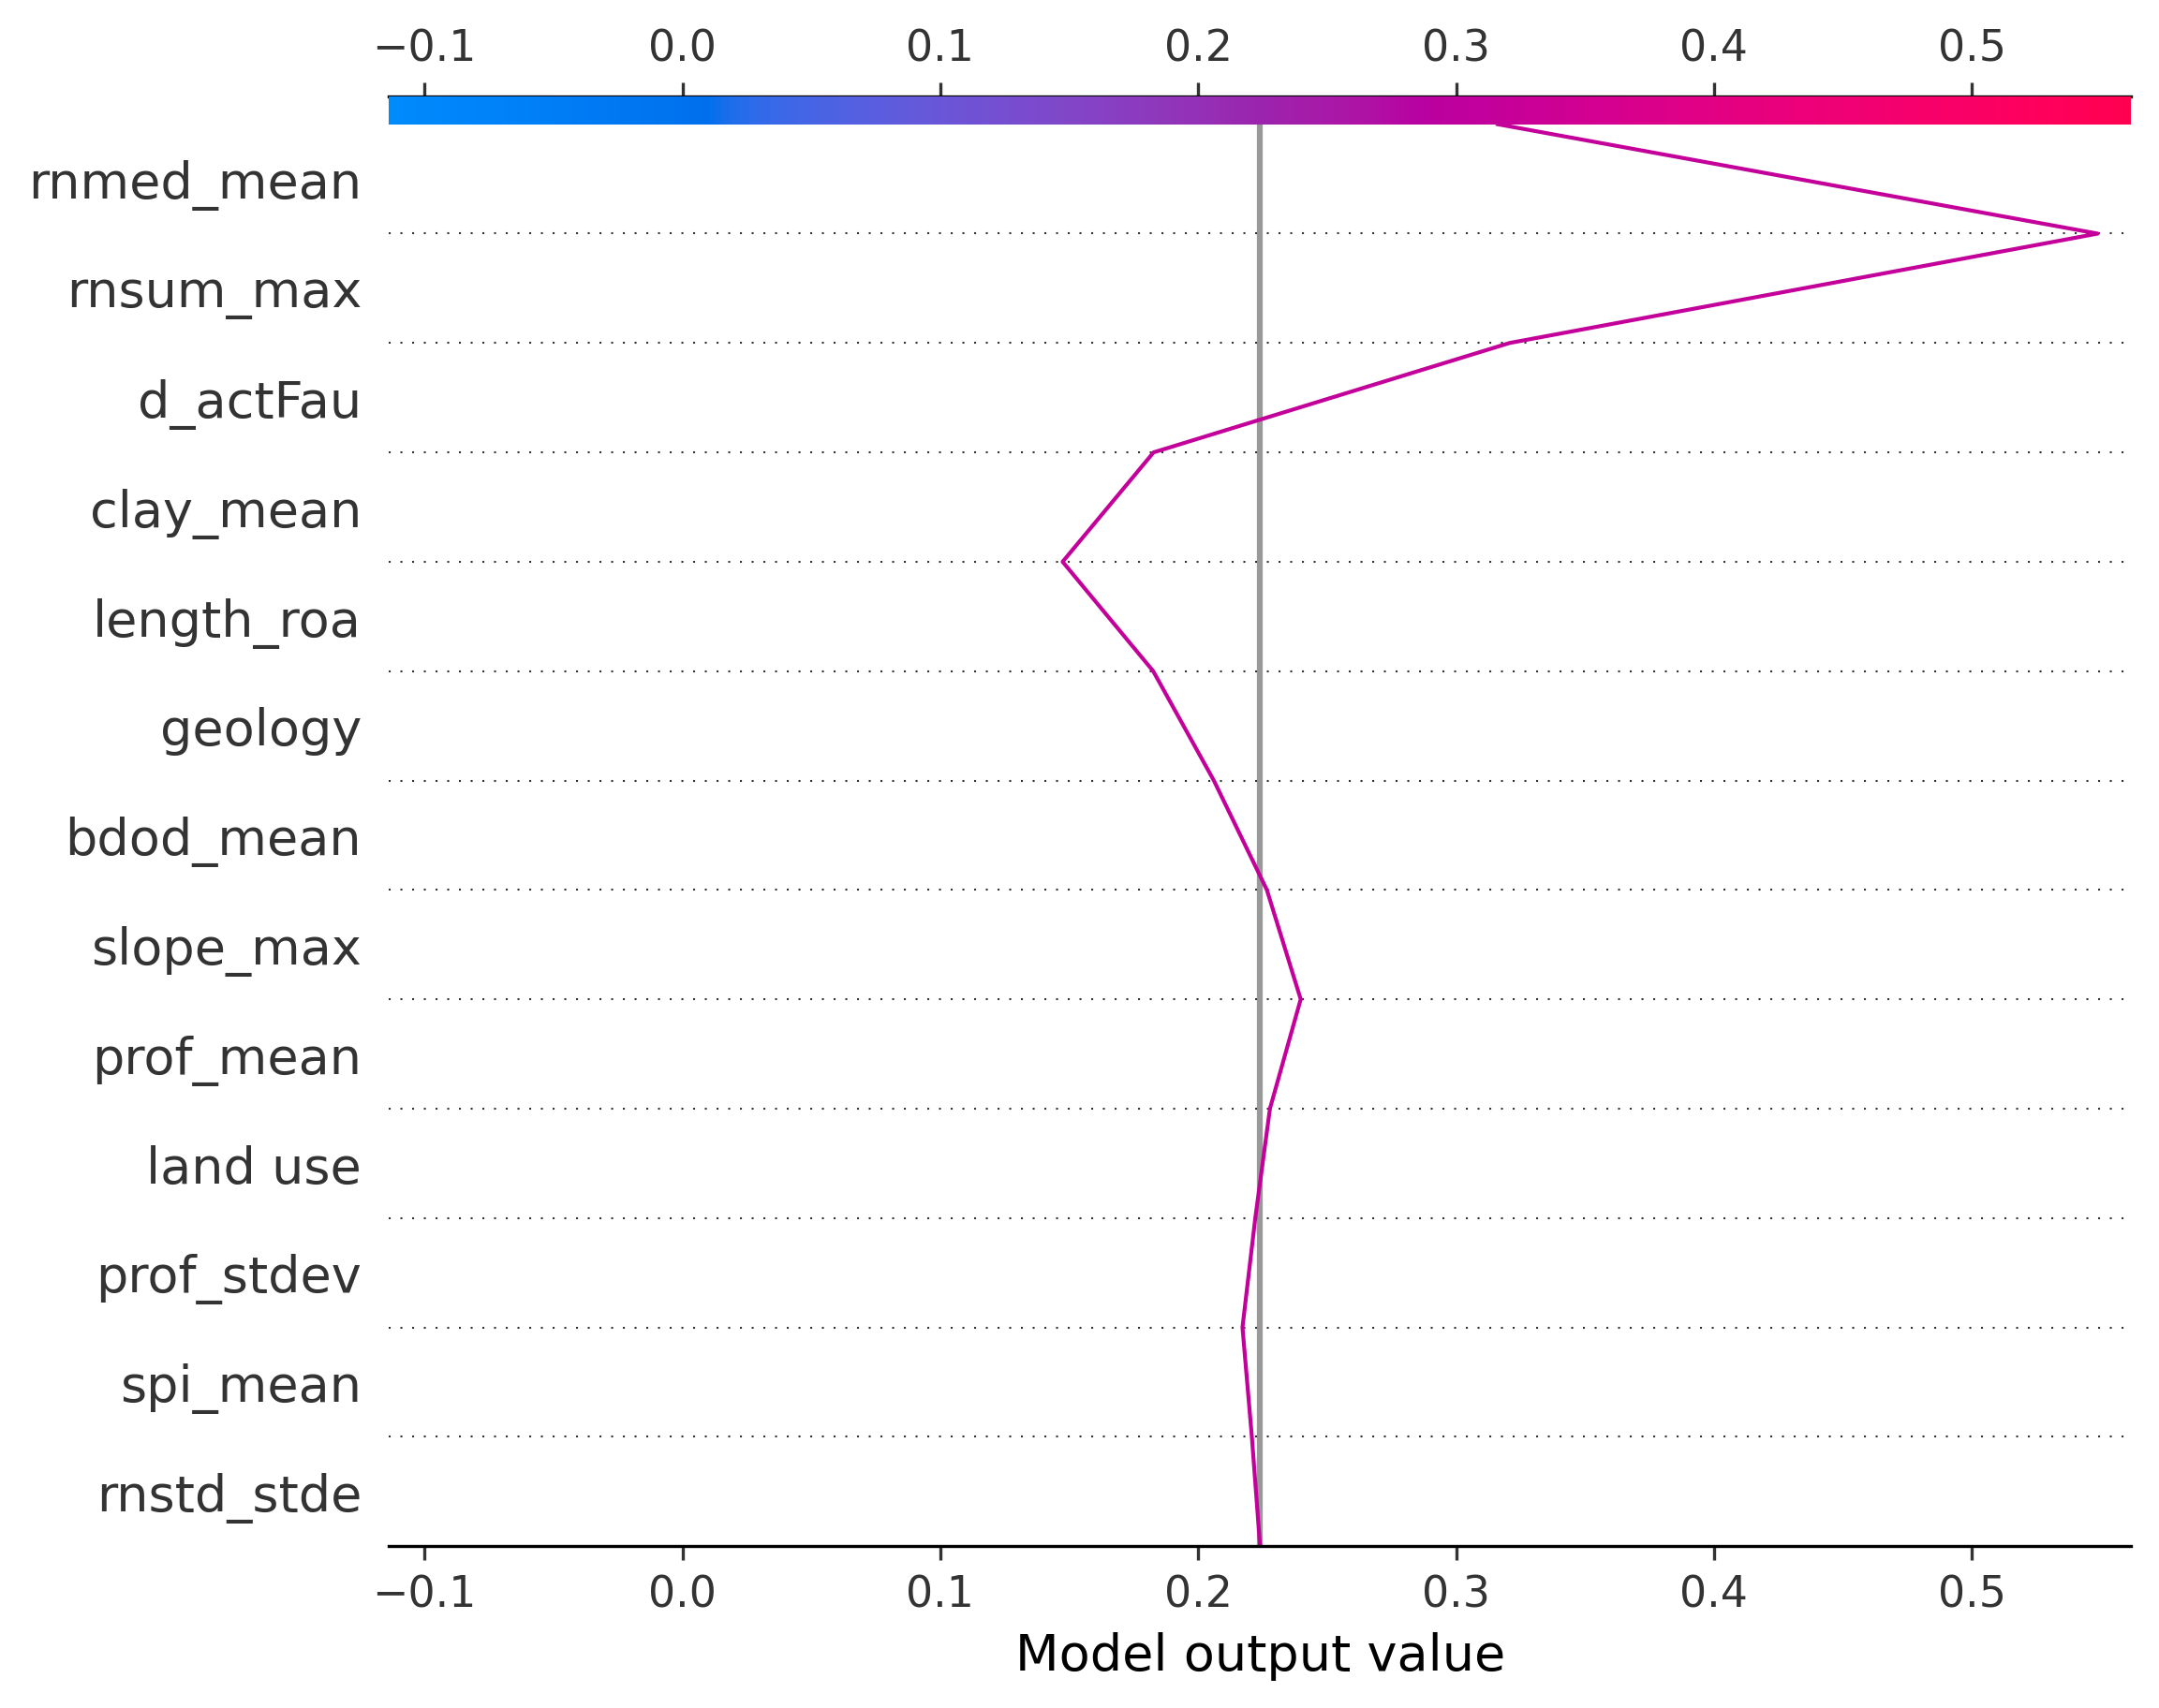 −0.1 0.0 0.1 0.2 0.3 0.4 0.5
rnmed_mean
rnsum_max
d_actFau
clay_mean
length_roa
geology
bdod_mean
slope_max
prof_mean
land use
prof_stdev
spi_mean
rnstd_stde
−0.1 0.0 0.1 0.2 0.3 0.4 0.5
Model output value